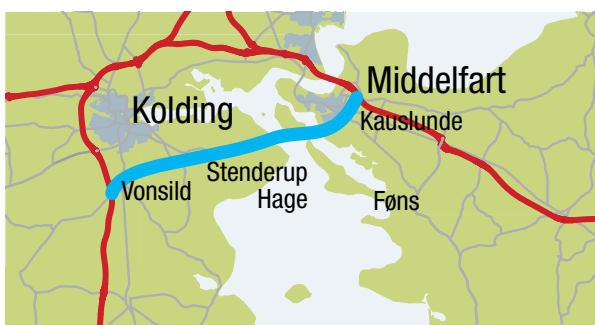 Middelfart
Kolding
Kauslunde
Stenderup
Hage
Vonsild
Føns